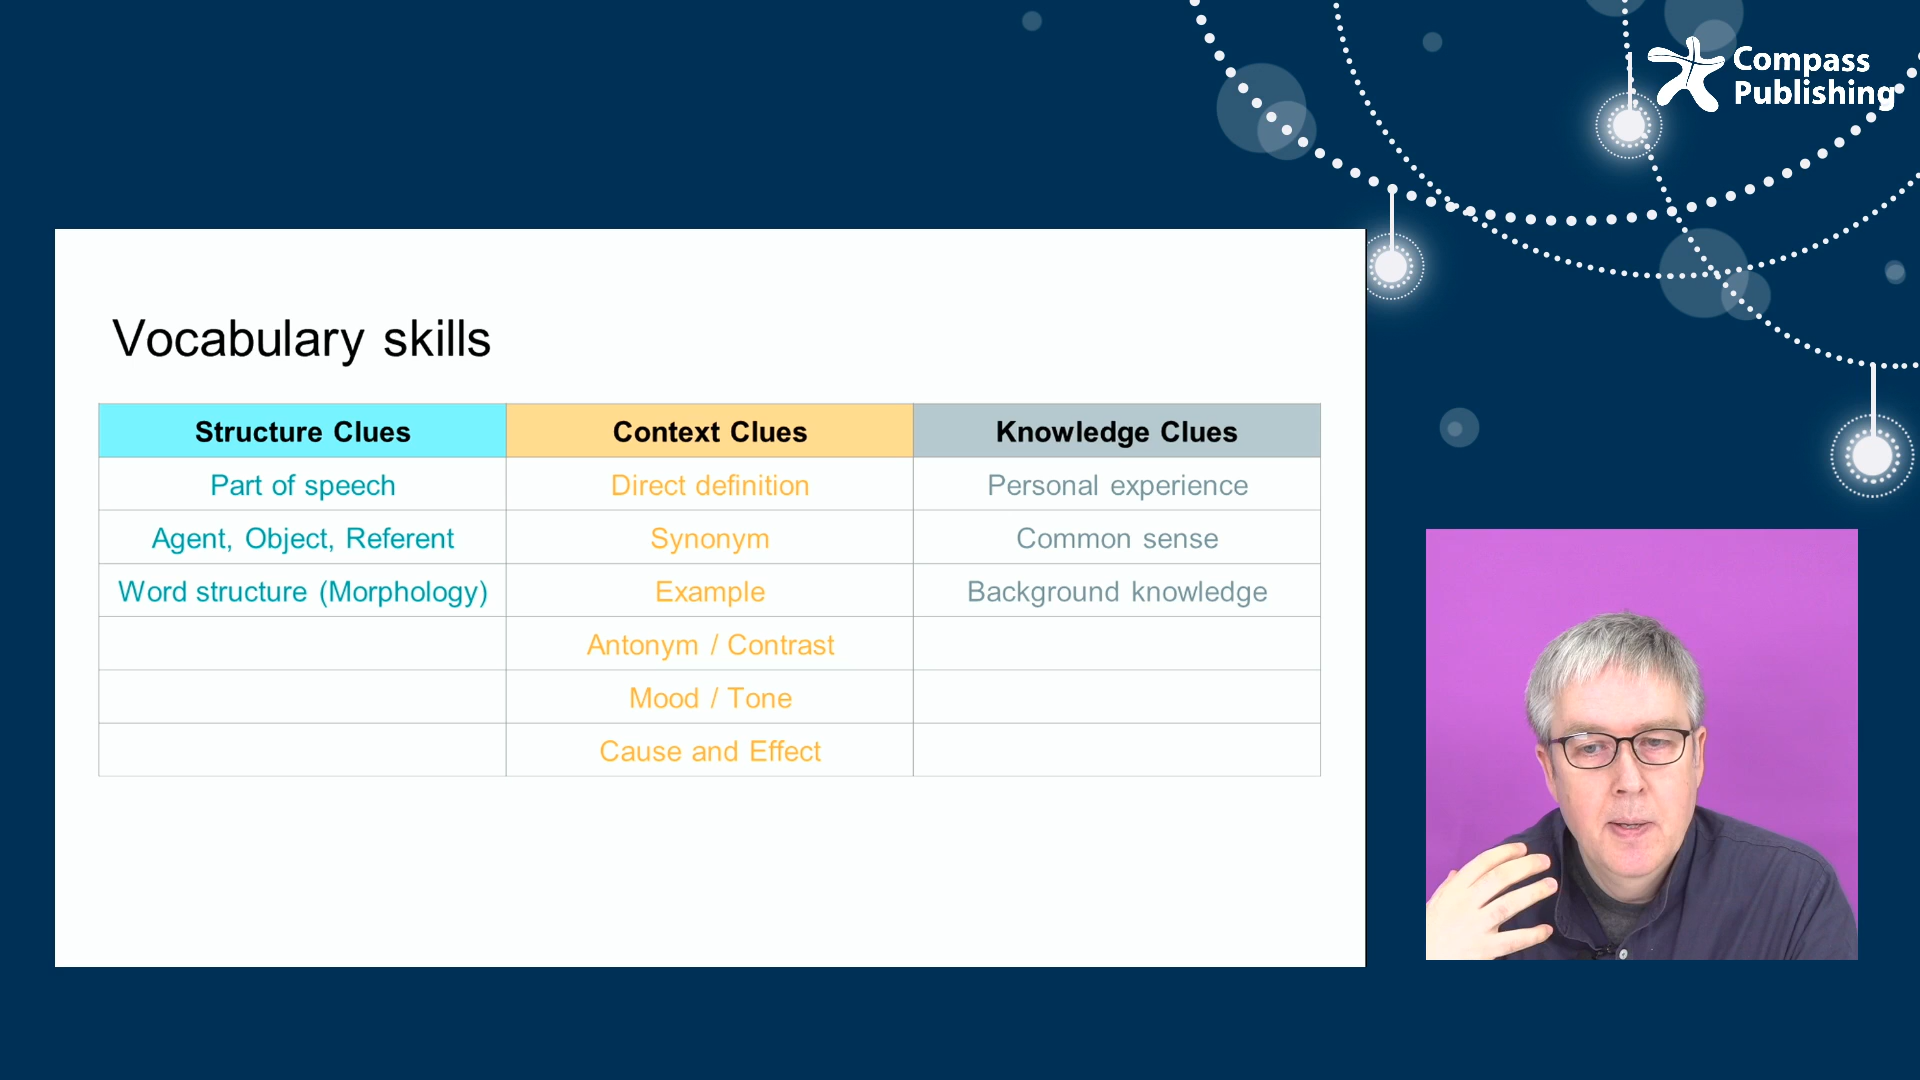 Compass
Publishing
Vocabulary skills
Structure Clues
Context Clues
Knowledge Clues
Part of speech
Direct definition
Personal experience
Agent, Object, Referent
Synonym
Common sense
Word structure (Morphology)
Example
Background knowledge
Antonym / Contrast
Mood / Tone
Cause and Effect